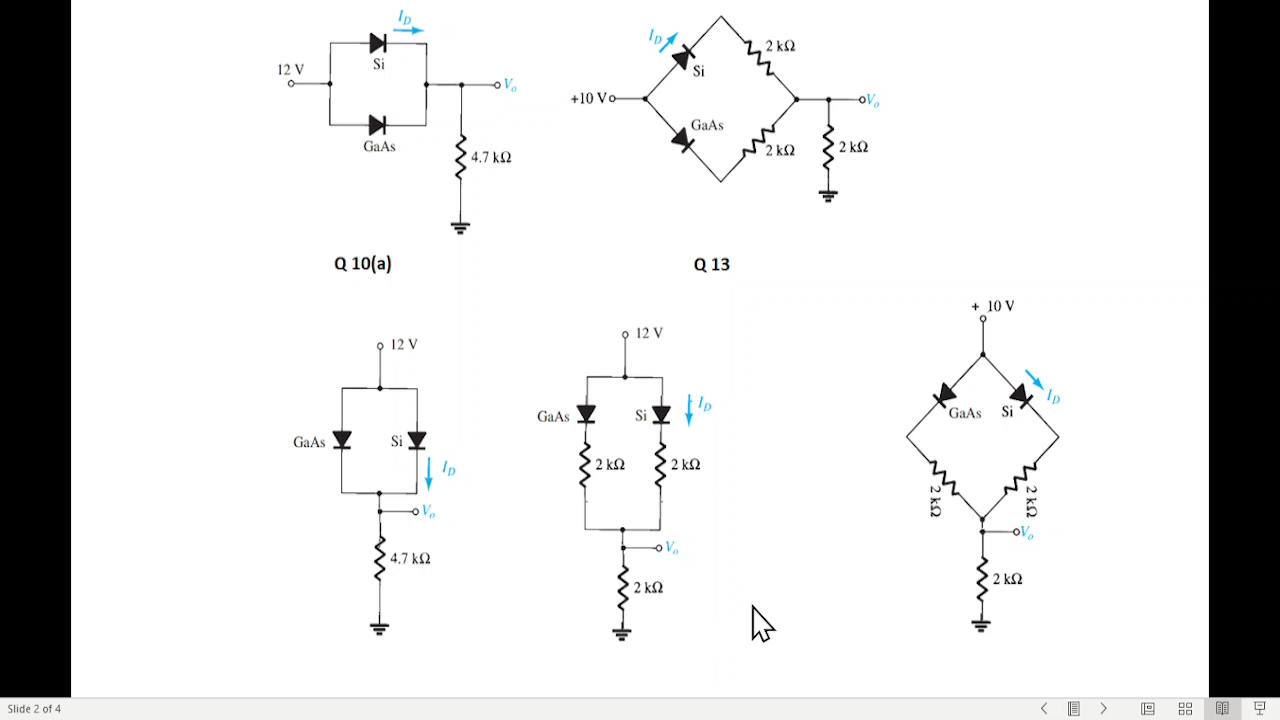 I_D
12 V
Si
V_o
GaAs
4.7 kΩ
Q 10(a)
I_D
2 kΩ
Si
+10 V
V_o
GaAs
2 kΩ
2 kΩ
Q 13
12 V
GaAs
Si
I_D
V_o
4.7 kΩ
12 V
GaAs
Si
I_D
2 kΩ
2 kΩ
V_o
2 kΩ
+ 10 V
I_D
GaAs
Si
2 kΩ
2 kΩ
V_o
2 kΩ
Slide 2 of 4